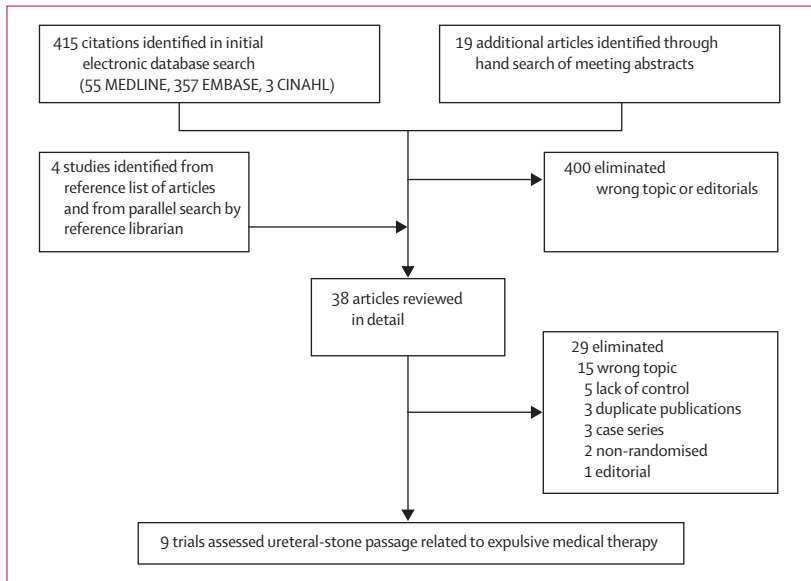 415 citations identified in initial
electronic database search
(55 MEDLINE, 357 EMBASE, 3 CINAHL)
19 additional articles identified through
hand search of meeting abstracts
4 studies identified from
reference list of articles
and from parallel search by
reference librarian
400 eliminated
wrong topic or editorials
38 articles reviewed
in detail
29 eliminated
15 wrong topic
5 lack of control
3 duplicate publications
3 case series
2 non-randomised
1 editorial
9 trials assessed ureteral-stone passage related to expulsive medical therapy